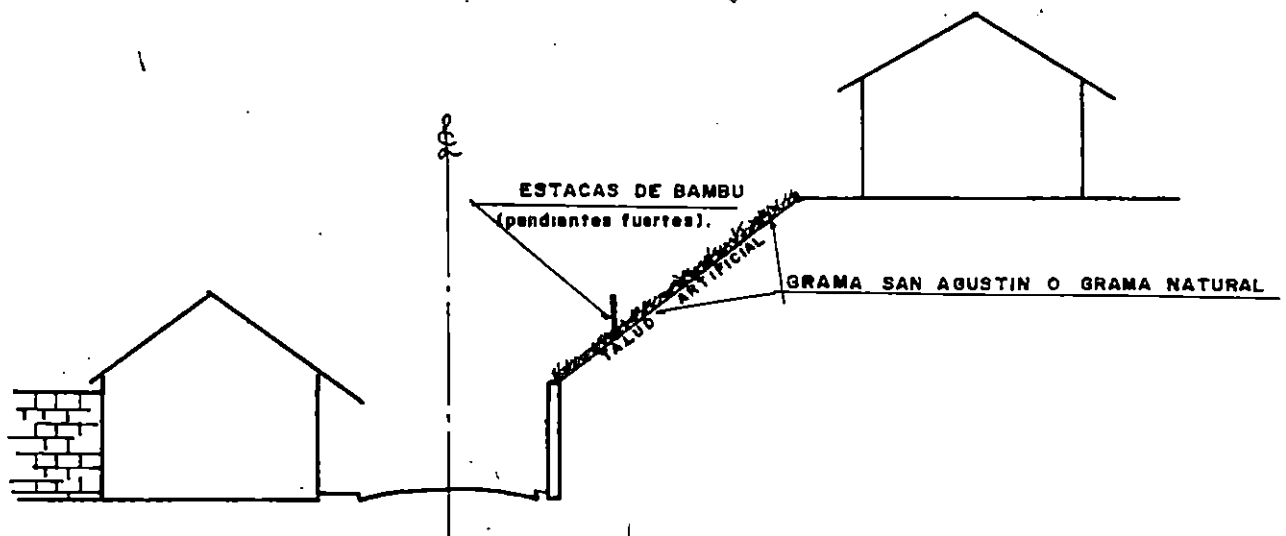 ESTACAS DE BAMBU
(pendientes fuertes).
TALUD ARTIFICIAL
GRAMA SAN AGUSTIN O GRAMA NATURAL